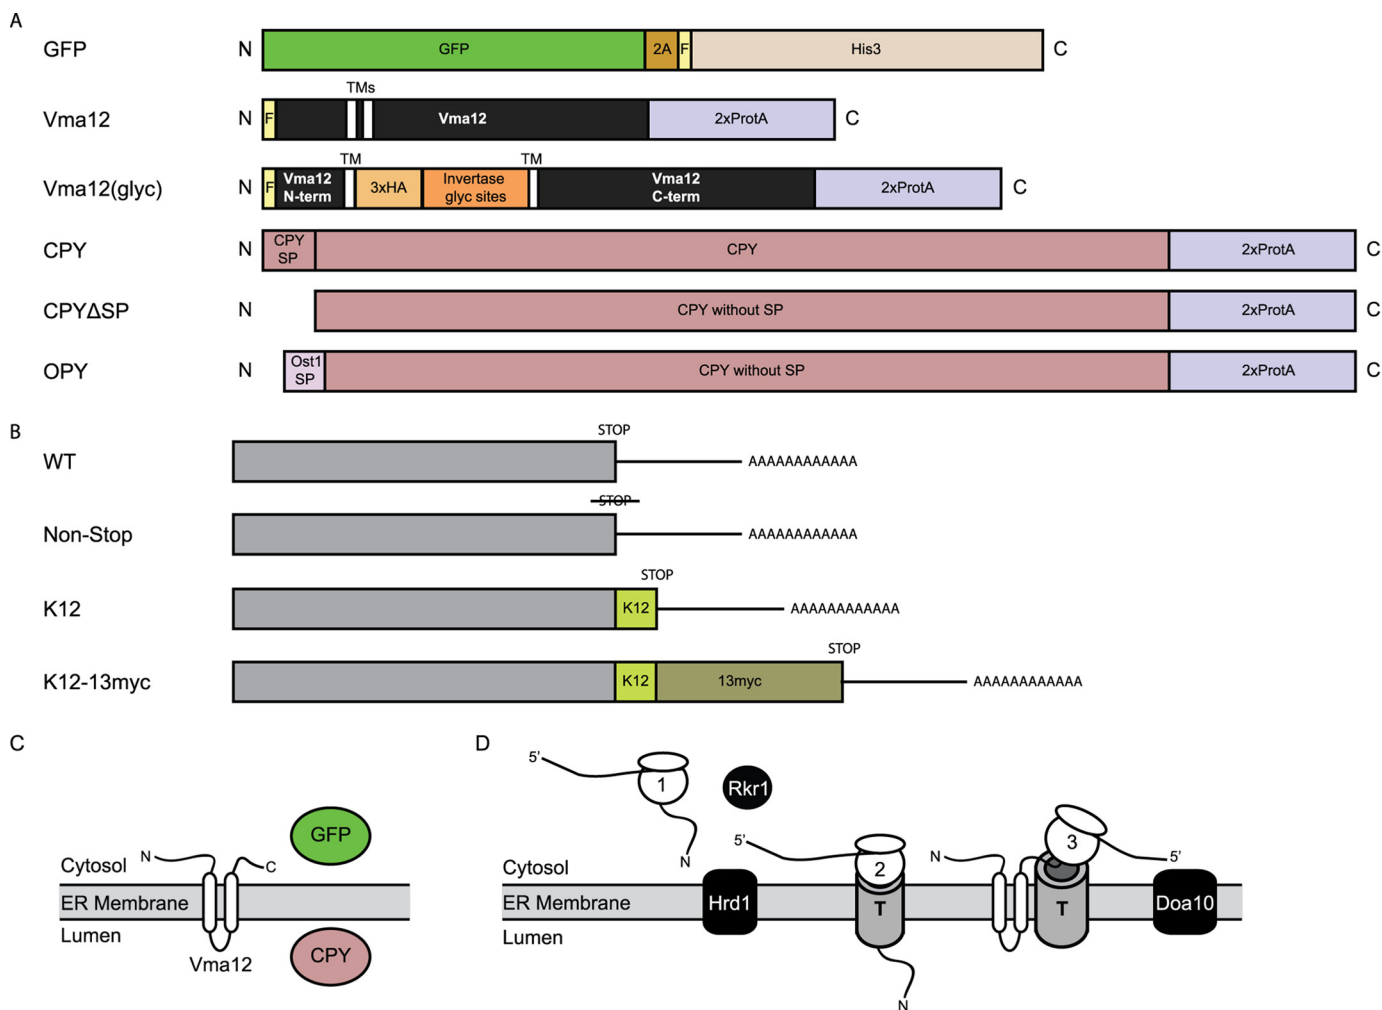 A
GFP N GFP 2A F His3 C
TMs
Vma12 N F Vma12 2xProtA C
TM TM
Vma12(glyc) N F Vma12 N-term 3xHA Invertase glyc sites Vma12 C-term 2xProtA C
CPY N CPY SP CPY 2xProtA C
CPYΔSP N CPY without SP 2xProtA C
OPY N Ost1 SP CPY without SP 2xProtA C
B
STOP
WT AAAAAAAAAAAA
STOP
Non-Stop AAAAAAAAAAAA
STOP
K12 K12 AAAAAAAAAAAA
STOP
K12-13myc K12 13myc AAAAAAAAAAAA
C
GFP
N C
Cytosol
ER Membrane
Lumen
Vma12
CPY
D
5'
1
Rkr1
N
5'
2
N
3
5'
Cytosol
ER Membrane
Hrd1
T
T
Doa10
Lumen
N